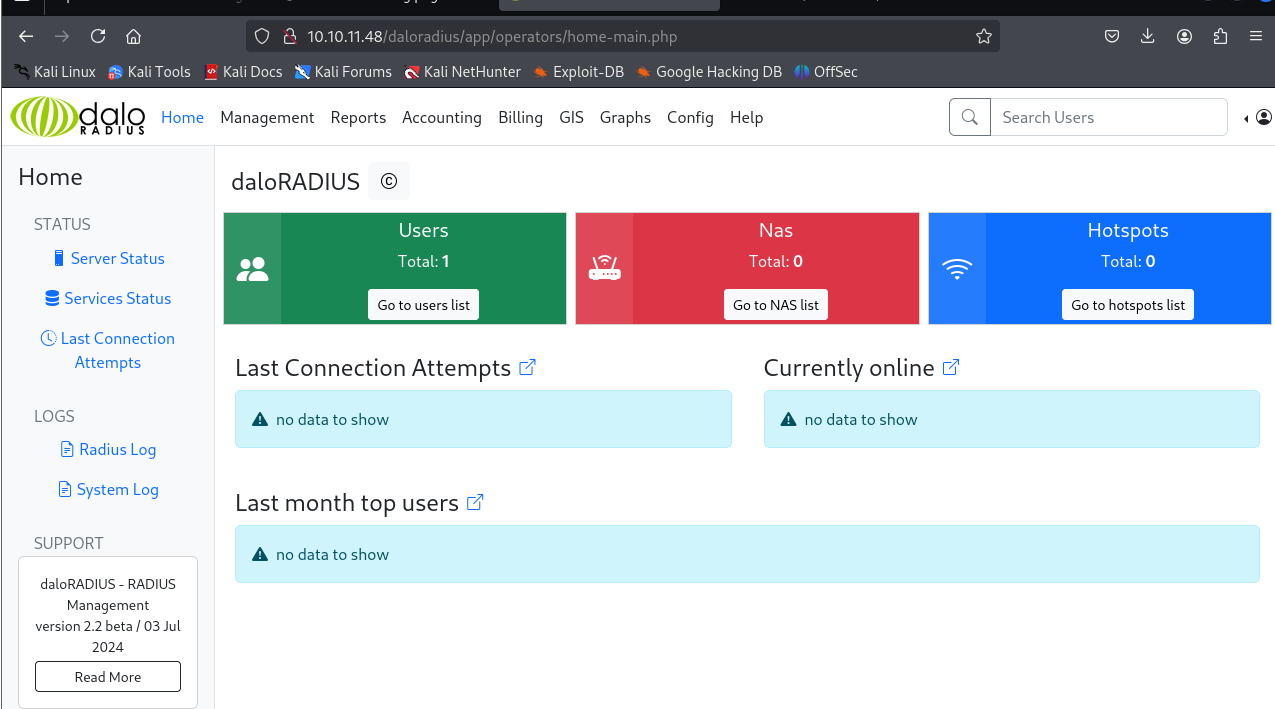 10.10.11.48/daloradius/app/operators/home-main.php
Kali Linux Kali Tools Kali Docs Kali Forums Kali NetHunter Exploit-DB Google Hacking DB OffSec
dalo
RADIUS
Home Management Reports Accounting Billing GIS Graphs Config Help
Search Users
Home
STATUS
Server Status
Services Status
Last Connection
Attempts
LOGS
Radius Log
System Log
SUPPORT
daloRADIUS - RADIUS
Management
version 2.2 beta / 03 Jul
2024
Read More
daloRADIUS ©
Users
Total: 1
Go to users list
Nas
Total: 0
Go to NAS list
Hotspots
Total: 0
Go to hotspots list
Last Connection Attempts
no data to show
Currently online
no data to show
Last month top users
no data to show